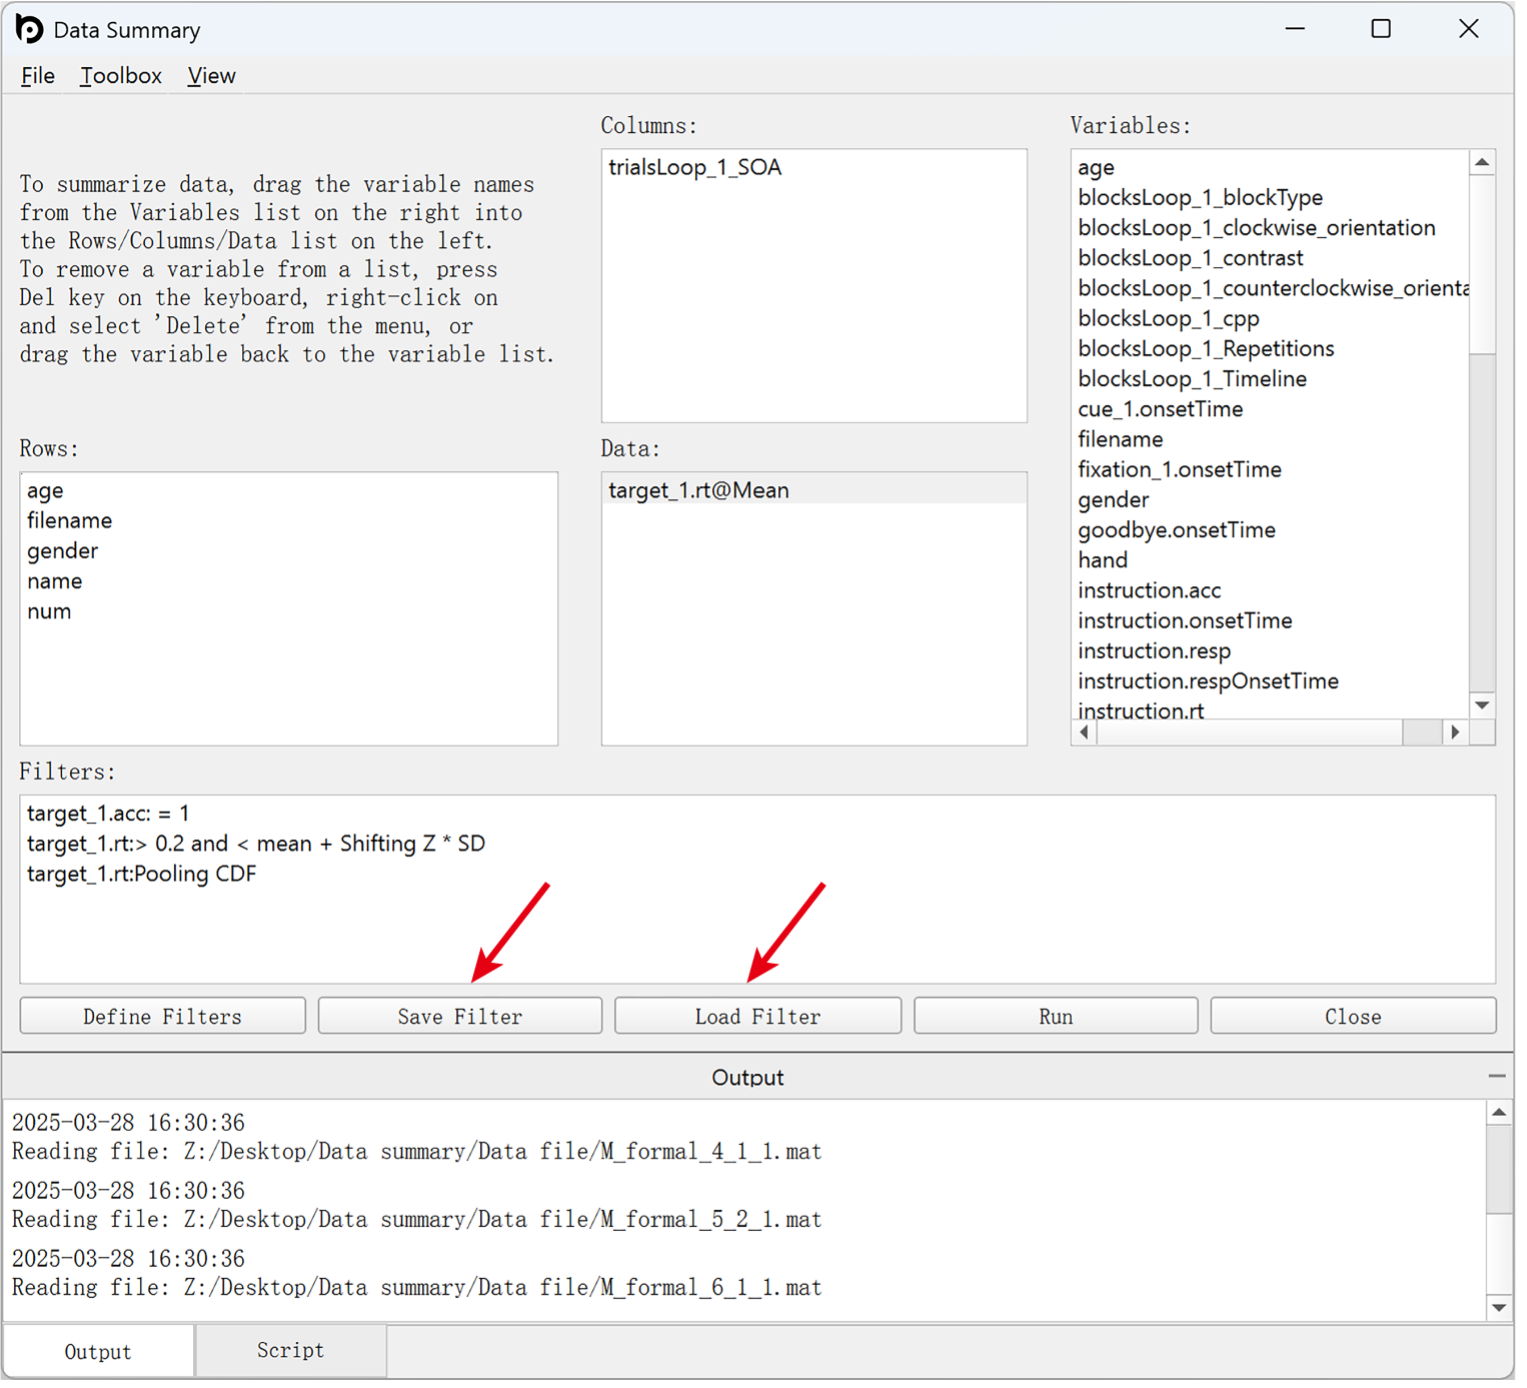 Data Summary
File Toolbox View
To summarize data, drag the variable names
from the Variables list on the right into
the Rows/Columns/Data list on the left.
To remove a variable from a list, press
Del key on the keyboard, right-click on
and select 'Delete' from the menu, or
drag the variable back to the variable list.
Columns:
trialsLoop_1_SOA
Variables:
age
blocksLoop_1_blockType
blocksLoop_1_clockwise_orientation
blocksLoop_1_contrast
blocksLoop_1_counterclockwise_orienta
blocksLoop_1_cpp
blocksLoop_1_Repetitions
blocksLoop_1_Timeline
cue_1.onsetTime
filename
fixation_1.onsetTime
gender
goodbye.onsetTime
hand
instruction.acc
instruction.onsetTime
instruction.resp
instruction.respOnsetTime
instruction.rt
Rows:
age
filename
gender
name
num
Data:
target_1.rt@Mean
Filters:
target_1.acc: = 1
target_1.rt:> 0.2 and < mean + Shifting Z * SD
target_1.rt:Pooling CDF
Define Filters Save Filter Load Filter Run Close
Output
2025-03-28 16:30:36
Reading file: Z:/Desktop/Data summary/Data file/M_formal_4_1_1.mat
2025-03-28 16:30:36
Reading file: Z:/Desktop/Data summary/Data file/M_formal_5_2_1.mat
2025-03-28 16:30:36
Reading file: Z:/Desktop/Data summary/Data file/M_formal_6_1_1.mat
Output Script